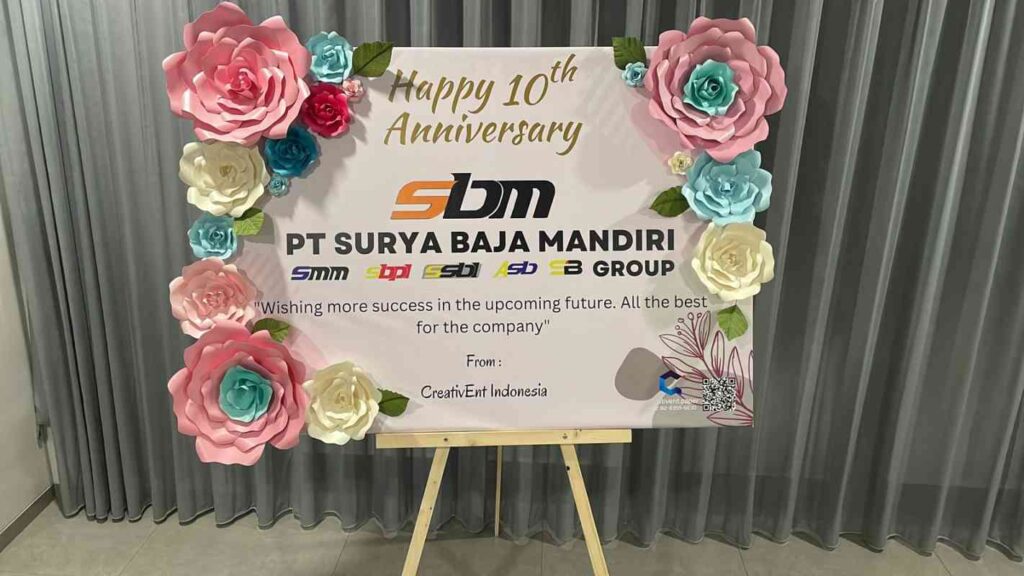 Happy 10th
Anniversary
sbm
PT SURYA BAJA MANDIRI
smm sbpl ssbl Asb SB GROUP
"Wishing more success in the upcoming future. All the best
for the company"
From :
CreativEnt Indonesia